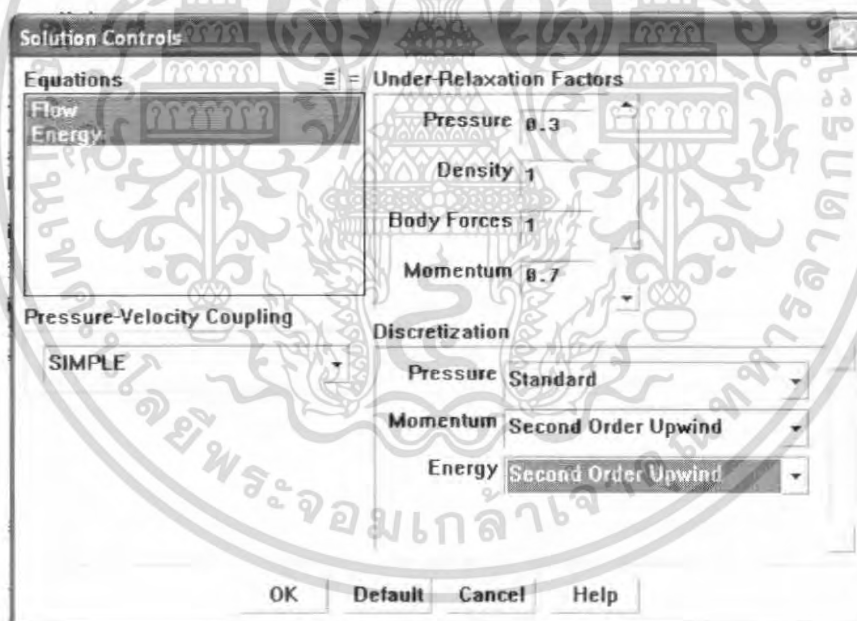 Solution Controls
Equations
Flow
Energy
Pressure-Velocity Coupling
SIMPLE
Under-Relaxation Factors
Pressure 0.3
Density 1
Body Forces 1
Momentum 0.7
Discretization
Pressure Standard
Momentum Second Order Upwind
Energy Second Order Upwind
OK Default Cancel Help